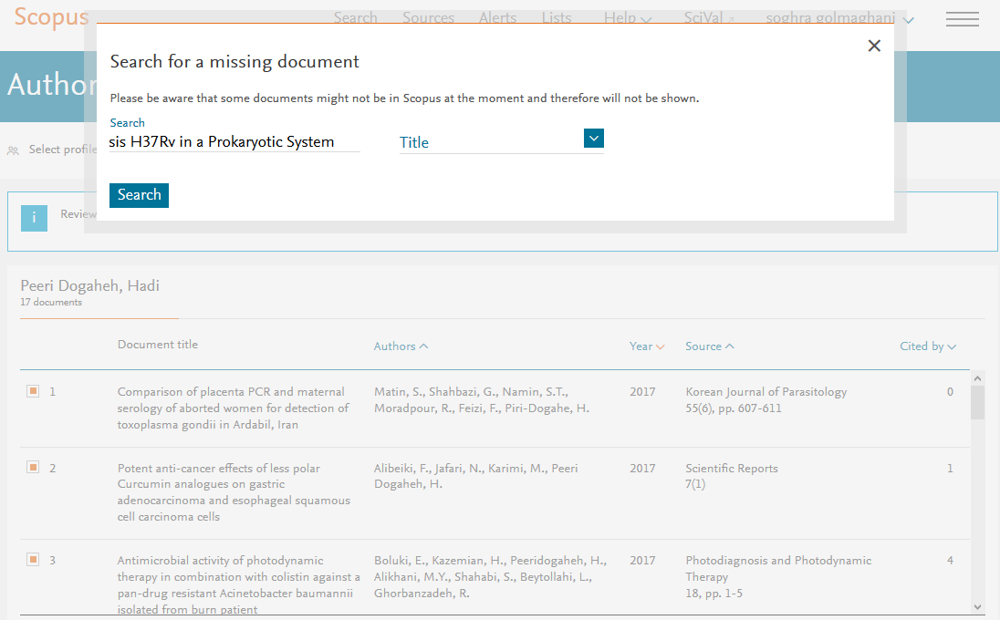 Scopus
Search Sources Alerts Lists Help SciVal soghra golmaghani
Author
Select profile
Search for a missing document
Please be aware that some documents might not be in Scopus at the moment and therefore will not be shown.
Search
sis H37Rv in a Prokaryotic System
Title
Search
i Review
Peeri Dogaheh, Hadi
17 documents
Document title Authors Year Source Cited by
1 Comparison of placenta PCR and maternal Matin, S., Shahbazi, G., Namin, S.T., 2017 Korean Journal of Parasitology 0
serology of aborted women for detection of Moradpour, R., Feizi, F., Piri-Dogahe, H. 55(6), pp. 607-611
toxoplasma gondii in Ardabil, Iran
2 Potent anti-cancer effects of less polar Alibeiki, F., Jafari, N., Karimi, M., Peeri 2017 Scientific Reports 1
Curcumin analogues on gastric Dogaheh, H. 7(1)
adenocarcinoma and esophageal squamous
cell carcinoma cells
3 Antimicrobial activity of photodynamic Boluki, E., Kazemian, H., Peeridogaheh, H., 2017 Photodiagnosis and Photodynamic 4
therapy in combination with colistin against a Alikhani, M.Y., Shahabi, S., Beytollahi, L., Therapy
pan-drug resistant Acinetobacter baumannii Ghorbanzadeh, R. 18, pp. 1-5
isolated from burn patient